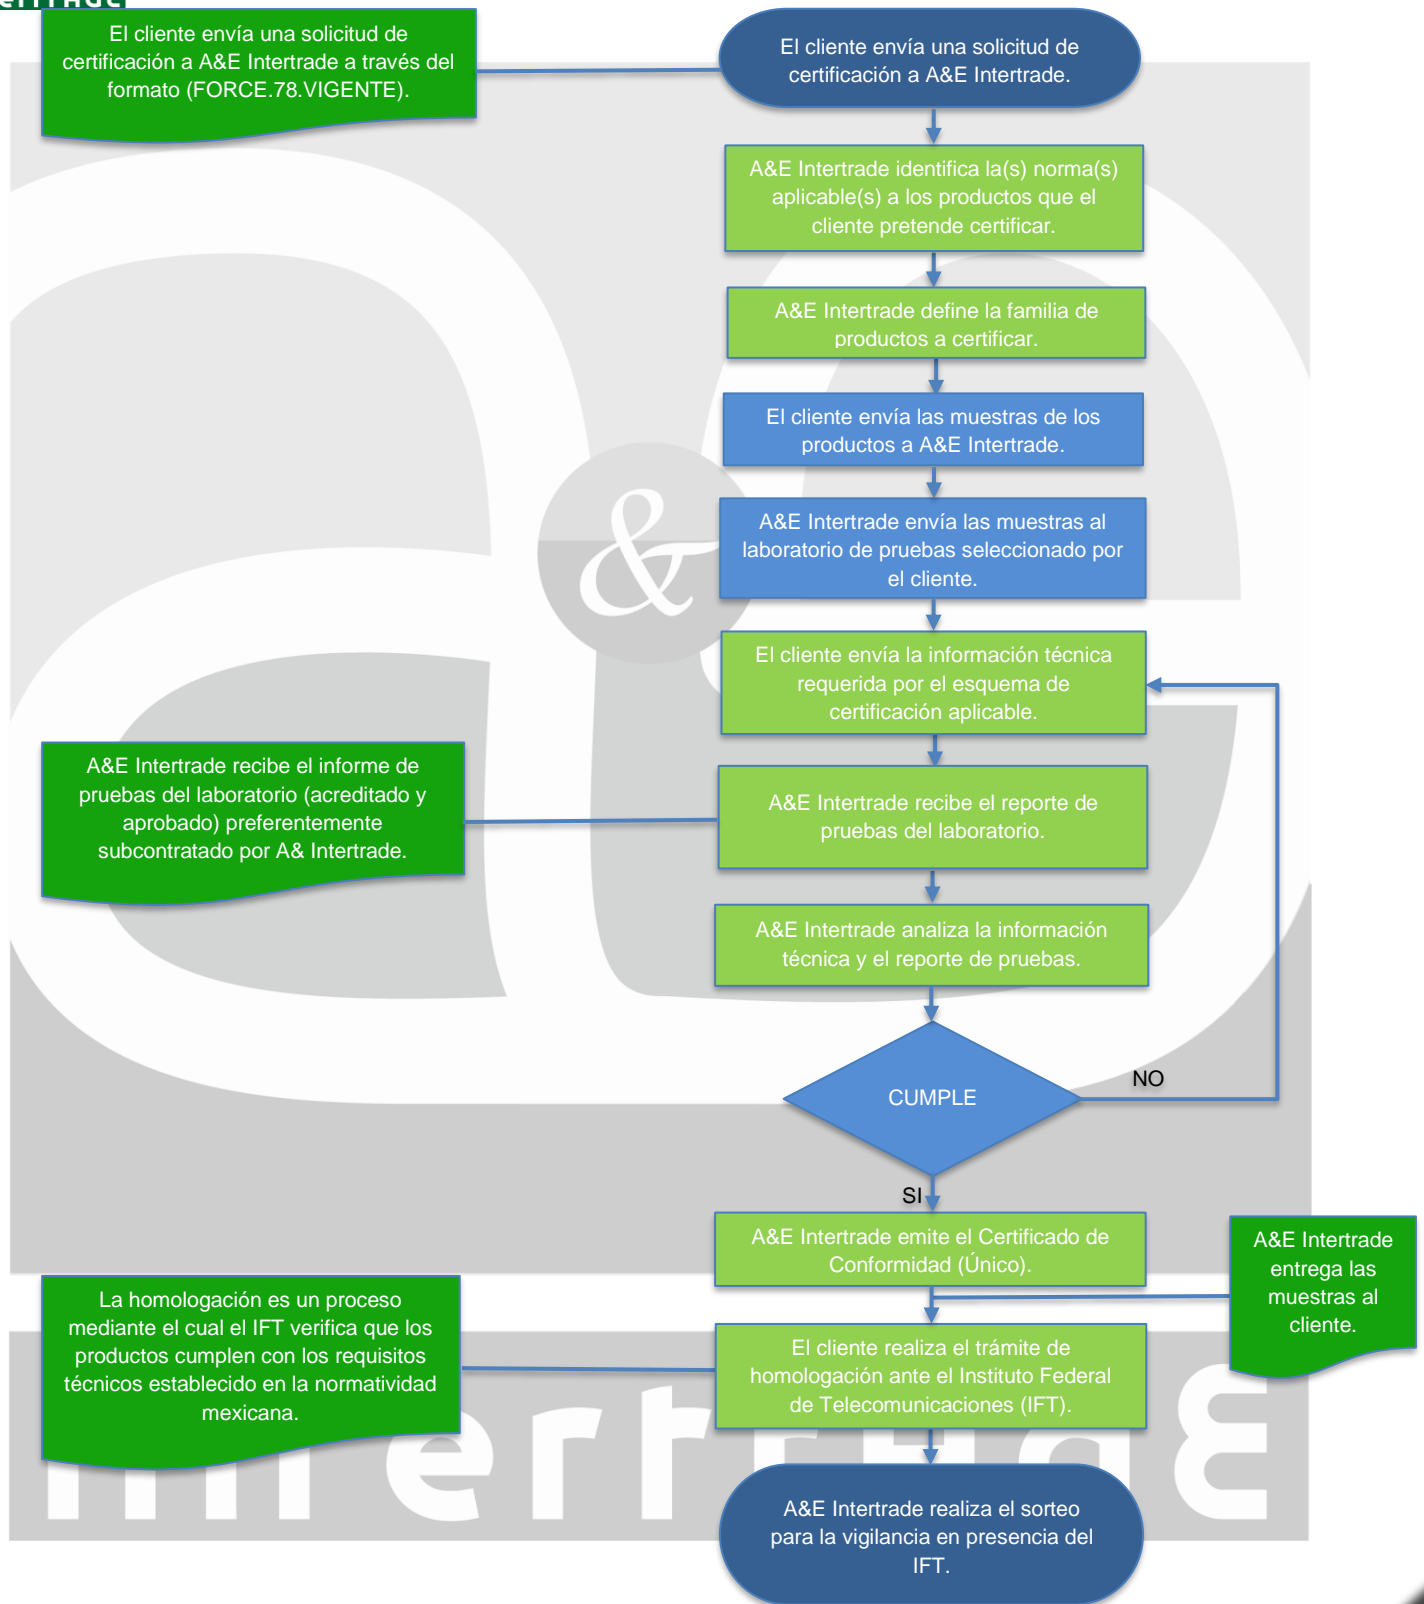 El cliente envía una solicitud de
certificación a A&E Intertrade a través del
formato (FORCE.78.VIGENTE).
El cliente envía una solicitud de
certificación a A&E Intertrade.
A&E Intertrade identifica la(s) norma(s)
aplicable(s) a los productos que el
cliente pretende certificar.
A&E Intertrade define la familia de
productos a certificar.
El cliente envía las muestras de los
productos a A&E Intertrade.
A&E Intertrade envía las muestras al
laboratorio de pruebas seleccionado por
el cliente.
El cliente envía la información técnica
requerida por el esquema de
certificación aplicable.
A&E Intertrade recibe el informe de
pruebas del laboratorio (acreditado y
aprobado) preferentemente
subcontratado por A& Intertrade.
A&E Intertrade recibe el reporte de
pruebas del laboratorio.
A&E Intertrade analiza la información
técnica y el reporte de pruebas.
CUMPLE
NO
SI
A&E Intertrade emite el Certificado de
Conformidad (Único).
A&E Intertrade
entrega las
muestras al
cliente.
La homologación es un proceso
mediante el cual el IFT verifica que los
productos cumplen con los requisitos
técnicos establecido en la normatividad
mexicana.
El cliente realiza el trámite de
homologación ante el Instituto Federal
de Telecomunicaciones (IFT).
A&E Intertrade realiza el sorteo
para la vigilancia en presencia del
IFT.
&